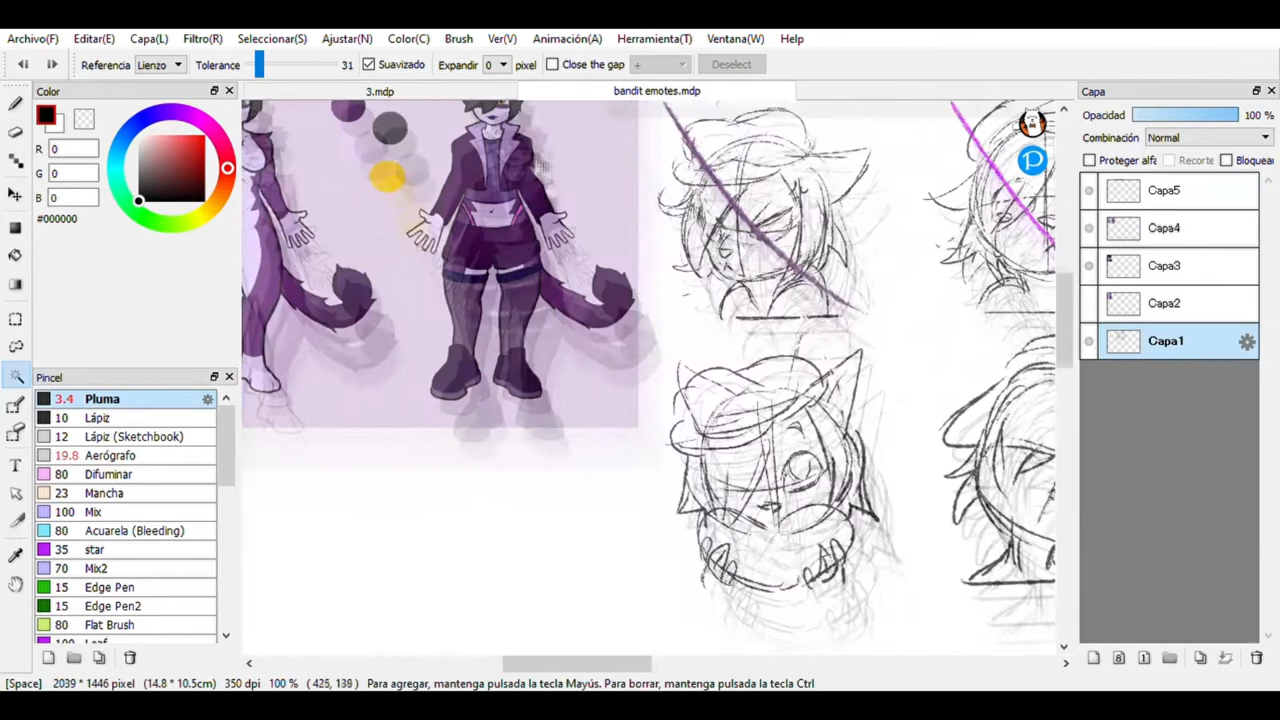 Archivo(F) Editar(E) Capa(L) Filtro(R) Seleccionar(S) Ajustar(N) Color(C) Brush Ver(V) Animación(A) Herramienta(T) Ventana(W) Help
Referencia Lienzo Tolerance 31 Suavizado Expandir 0 pixel Close the gap + Deselect
Color
3.mdp
bandit emotes.mdp
Capa
R 0
G 0
B 0
#000000
Opacidad 100 %
Combinación Normal
Proteger alfa Recorte Bloquear
Capa5
Capa4
Capa3
Capa2
Capa1
Pincel
3.4 Pluma
10 Lápiz
12 Lápiz (Sketchbook)
19.8 Aerógrafo
80 Difuminar
23 Mancha
100 Mix
80 Acuarela (Bleeding)
35 star
70 Mix2
15 Edge Pen
15 Edge Pen2
80 Flat Brush
100 Leaf
[Space] 2039 * 1446 pixel (14.8 * 10.5cm) 350 dpi 100 % ( 425, 138 ) Para agregar, mantenga pulsada la tecla Mayús. Para borrar, mantenga pulsada la tecla Ctrl